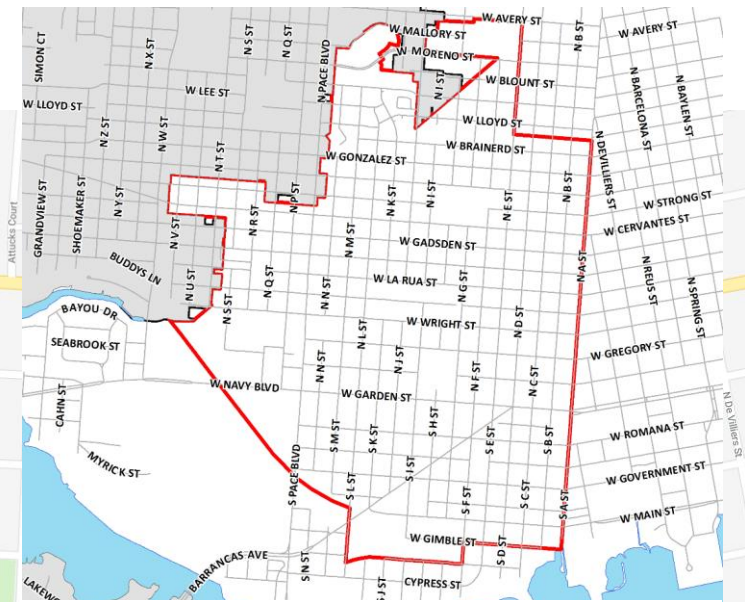 W AVERY ST
W MALLORY ST
N B ST
W AVERY ST
SIMON CT
N X ST
N S ST
N Q ST
N PACE BLVD
W MORENO ST
N I ST
W BLOUNT ST
N BARCELONA ST
N BAYLEN ST
W LEE ST
W LLOYD ST
N Z ST
N W ST
N T ST
W LLOYD ST
W BRAINERD ST
N DEVILLIERS ST
W GONZALEZ ST
GRANDVIEW ST
SHOEMAKER ST
N Y ST
N P ST
N K ST
N I ST
N E ST
N B ST
W STRONG ST
W CERVANTES ST
Attucks Court
N V ST
N R ST
N M ST
W GADSDEN ST
N A ST
BUDDYS LN
N U ST
N S ST
N Q ST
N N ST
W LA RUA ST
N G ST
N REUS ST
N SPRING ST
BAYOU DR
N L ST
W WRIGHT ST
N D ST
SEABROOK ST
N N ST
N J ST
N F ST
N C ST
W GREGORY ST
CAHN ST
W NAVY BLVD
W GARDEN ST
N De Villiers St
S M ST
S K ST
S H ST
S E ST
S B ST
W ROMANA ST
MYRICK ST
S PACE BLVD
S L ST
S I ST
S F ST
S C ST
W GOVERNMENT ST
S A ST
W MAIN ST
W GIMBLE ST
S D ST
BARRANCAS AVE
S N ST
S J ST
CYPRESS ST